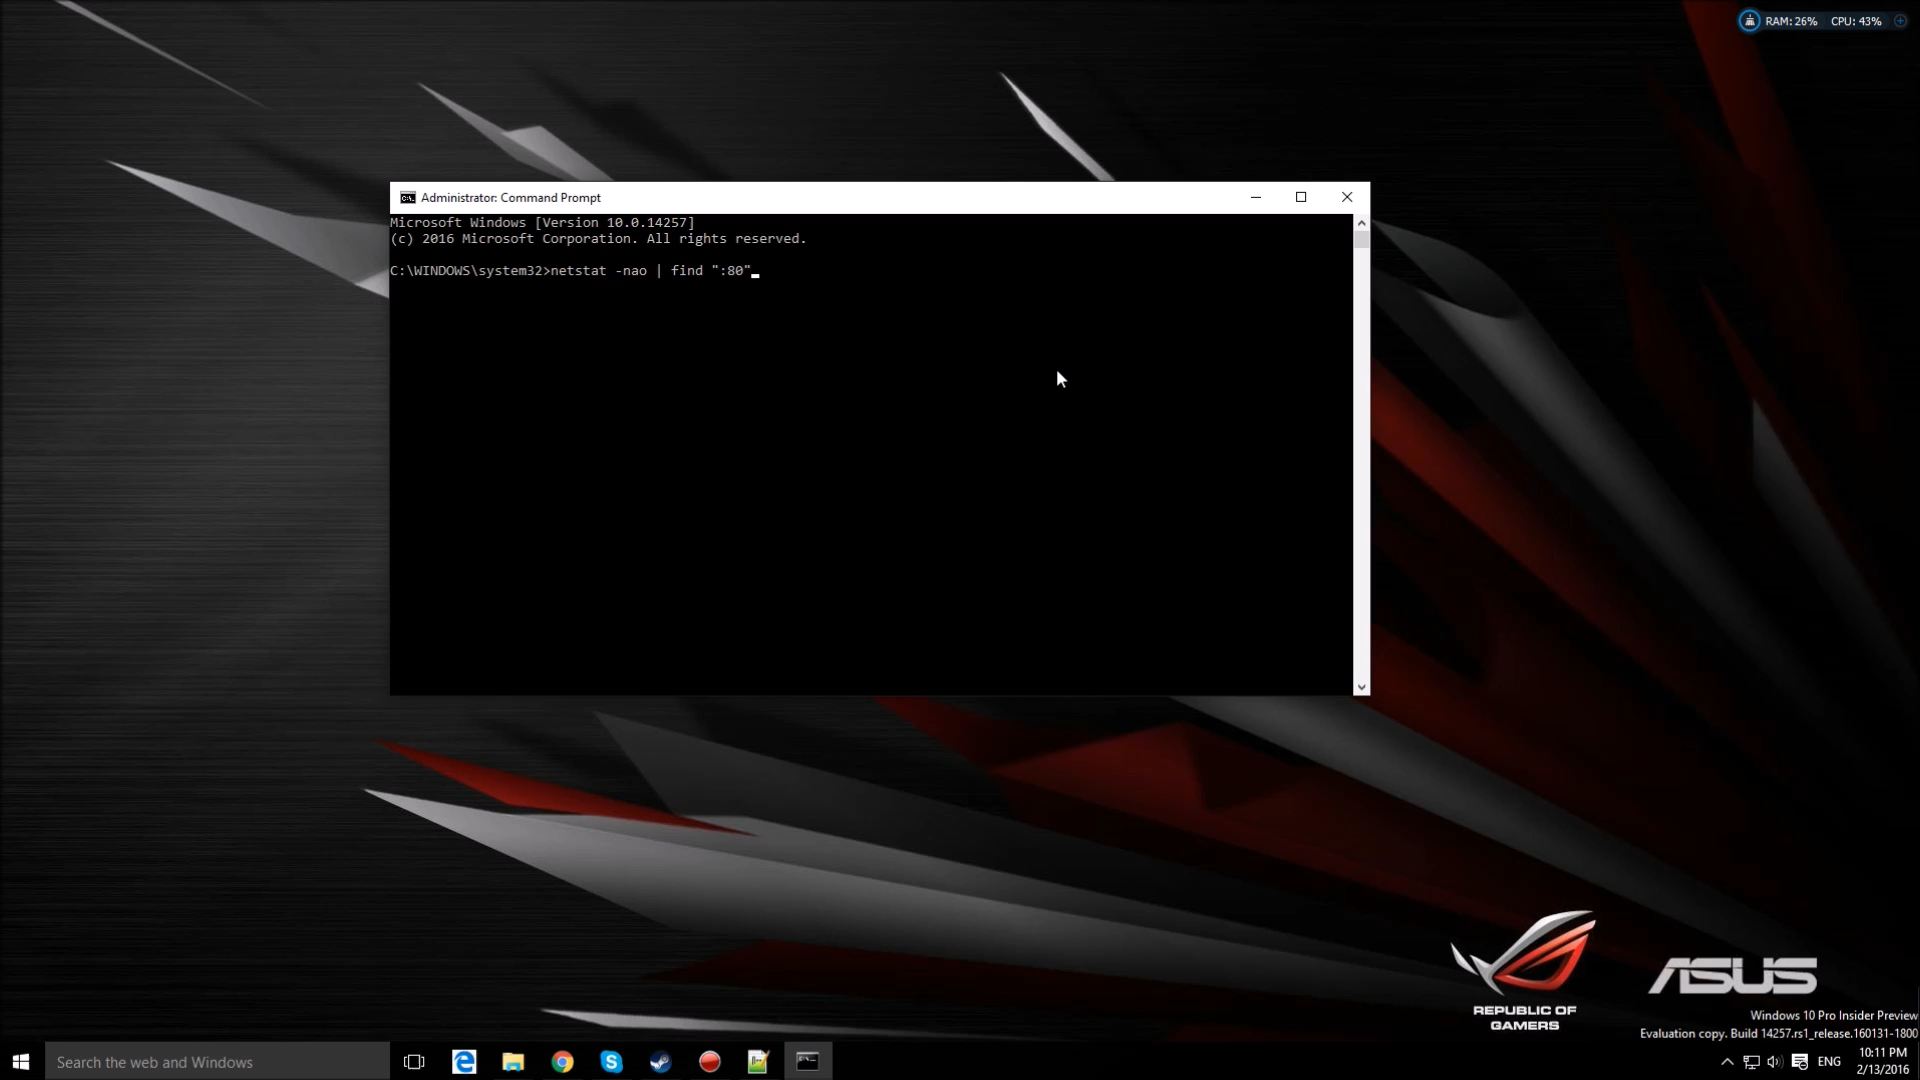 RAM: 26% CPU: 43%
Administrator: Command Prompt
Microsoft Windows [Version 10.0.14257]
(c) 2016 Microsoft Corporation. All rights reserved.
C:\WINDOWS\system32>netstat -nao | find ":80"
REPUBLIC OF
GAMERS
ASUS
Windows 10 Pro Insider Preview
Evaluation copy. Build 14257.rs1_release.160131-1800
Search the web and Windows
ENG
10:11 PM
2/13/2016